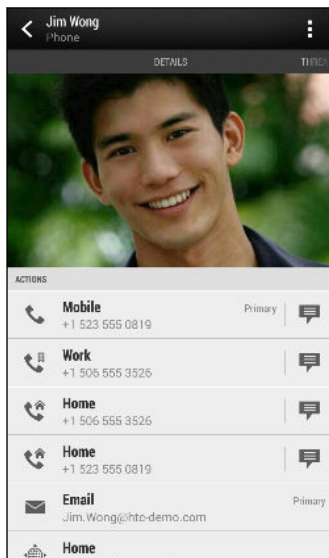 Jim Wong
Phone
DETAILS
ACTIONS
Mobile
Primary
+1 523 555 0819
Work
+1 506 555 3526
Home
+1 506 555 3526
Home
+1 523 555 0819
Email
Primary
Jim.Wong@htc-demo.com
Home